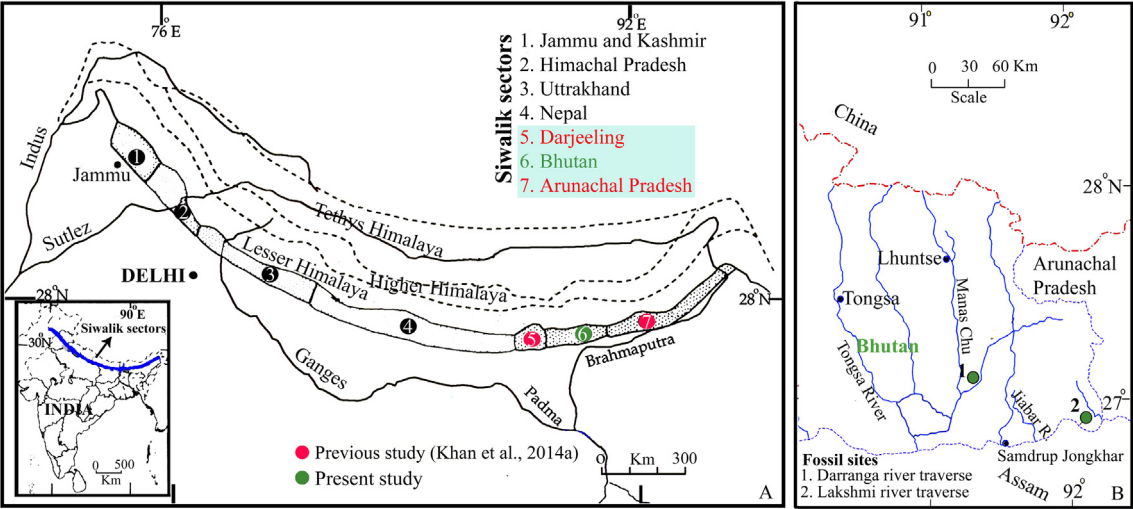 76°E
92°E
Siwalik sectors
1. Jammu and Kashmir
2. Himachal Pradesh
3. Uttrakhand
4. Nepal
5. Darjeeling
6. Bhutan
7. Arunachal Pradesh
Indus
1
Jammu
2
Sutlez
Tethys Himalaya
Lesser Himalaya
Higher Himalaya
DELHI
3
4
5
6
7
28°N
28°N
Brahmaputra
Ganges
Padma
90°E
Siwalik sectors
30°N
INDIA
0 500
Km
Previous study (Khan et al., 2014a)
Present study
0 Km 300
A
91°
92°
0 30 60 Km
Scale
China
28°N
Lhuntse
Arunachal
Pradesh
Tongsa
Manas Chu
Bhutan
Tongsa River
1
27°
Jiabar R.
2
Samdrup Jongkhar
Fossil sites
1. Darranga river traverse
2. Lakshmi river traverse
Assam
92°
B